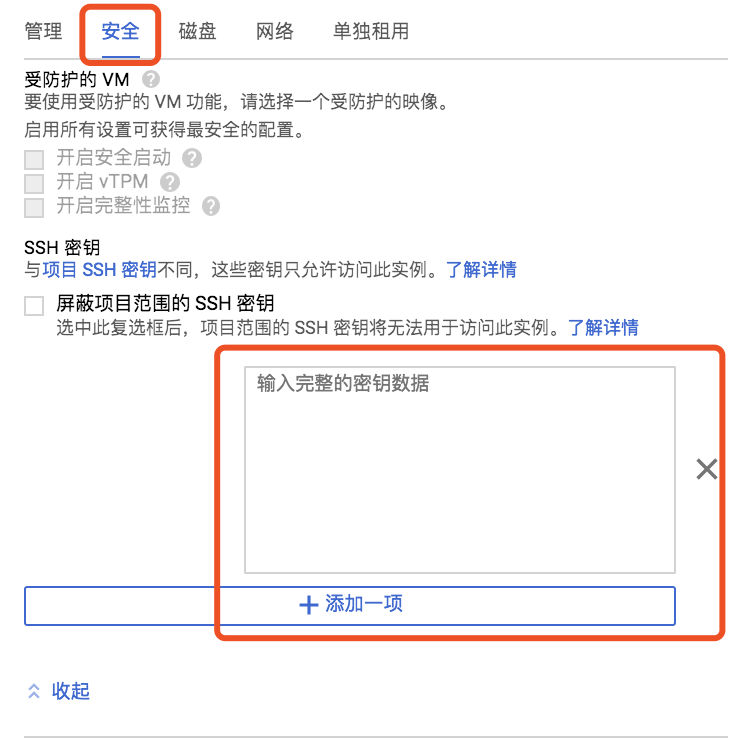 管理 安全 磁盘 网络 单独租用
受防护的 VM ?
要使用受防护的 VM 功能，请选择一个受防护的映像。
启用所有设置可获得最安全的配置。
开启安全启动 ?
开启 vTPM ?
开启完整性监控 ?
SSH 密钥
与项目 SSH 密钥不同，这些密钥只允许访问此实例。了解详情
屏蔽项目范围的 SSH 密钥
选中此复选框后，项目范围的 SSH 密钥将无法用于访问此实例。了解详情
输入完整的密钥数据
添加一项
收起